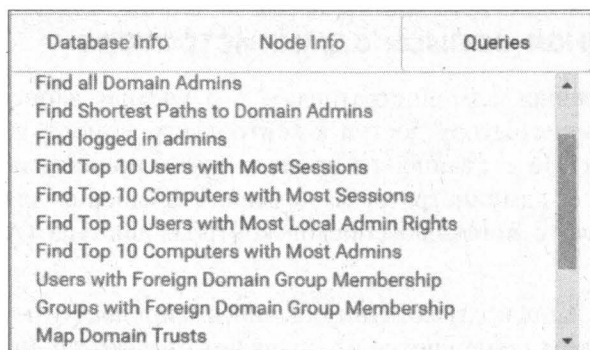 Database Info Node Info Queries
Find all Domain Admins
Find Shortest Paths to Domain Admins
Find logged in admins
Find Top 10 Users with Most Sessions
Find Top 10 Computers with Most Sessions
Find Top 10 Users with Most Local Admin Rights
Find Top 10 Computers with Most Admins
Users with Foreign Domain Group Membership
Groups with Foreign Domain Group Membership
Map Domain Trusts